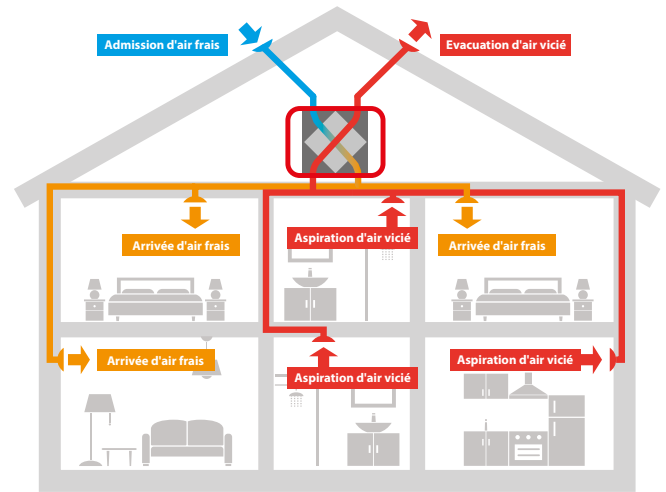 Admission d'air frais
Evacuation d'air vicié
Arrivée d'air frais
Aspiration d'air vicié
Arrivée d'air frais
Arrivée d'air frais
Aspiration d'air vicié
Aspiration d'air vicié